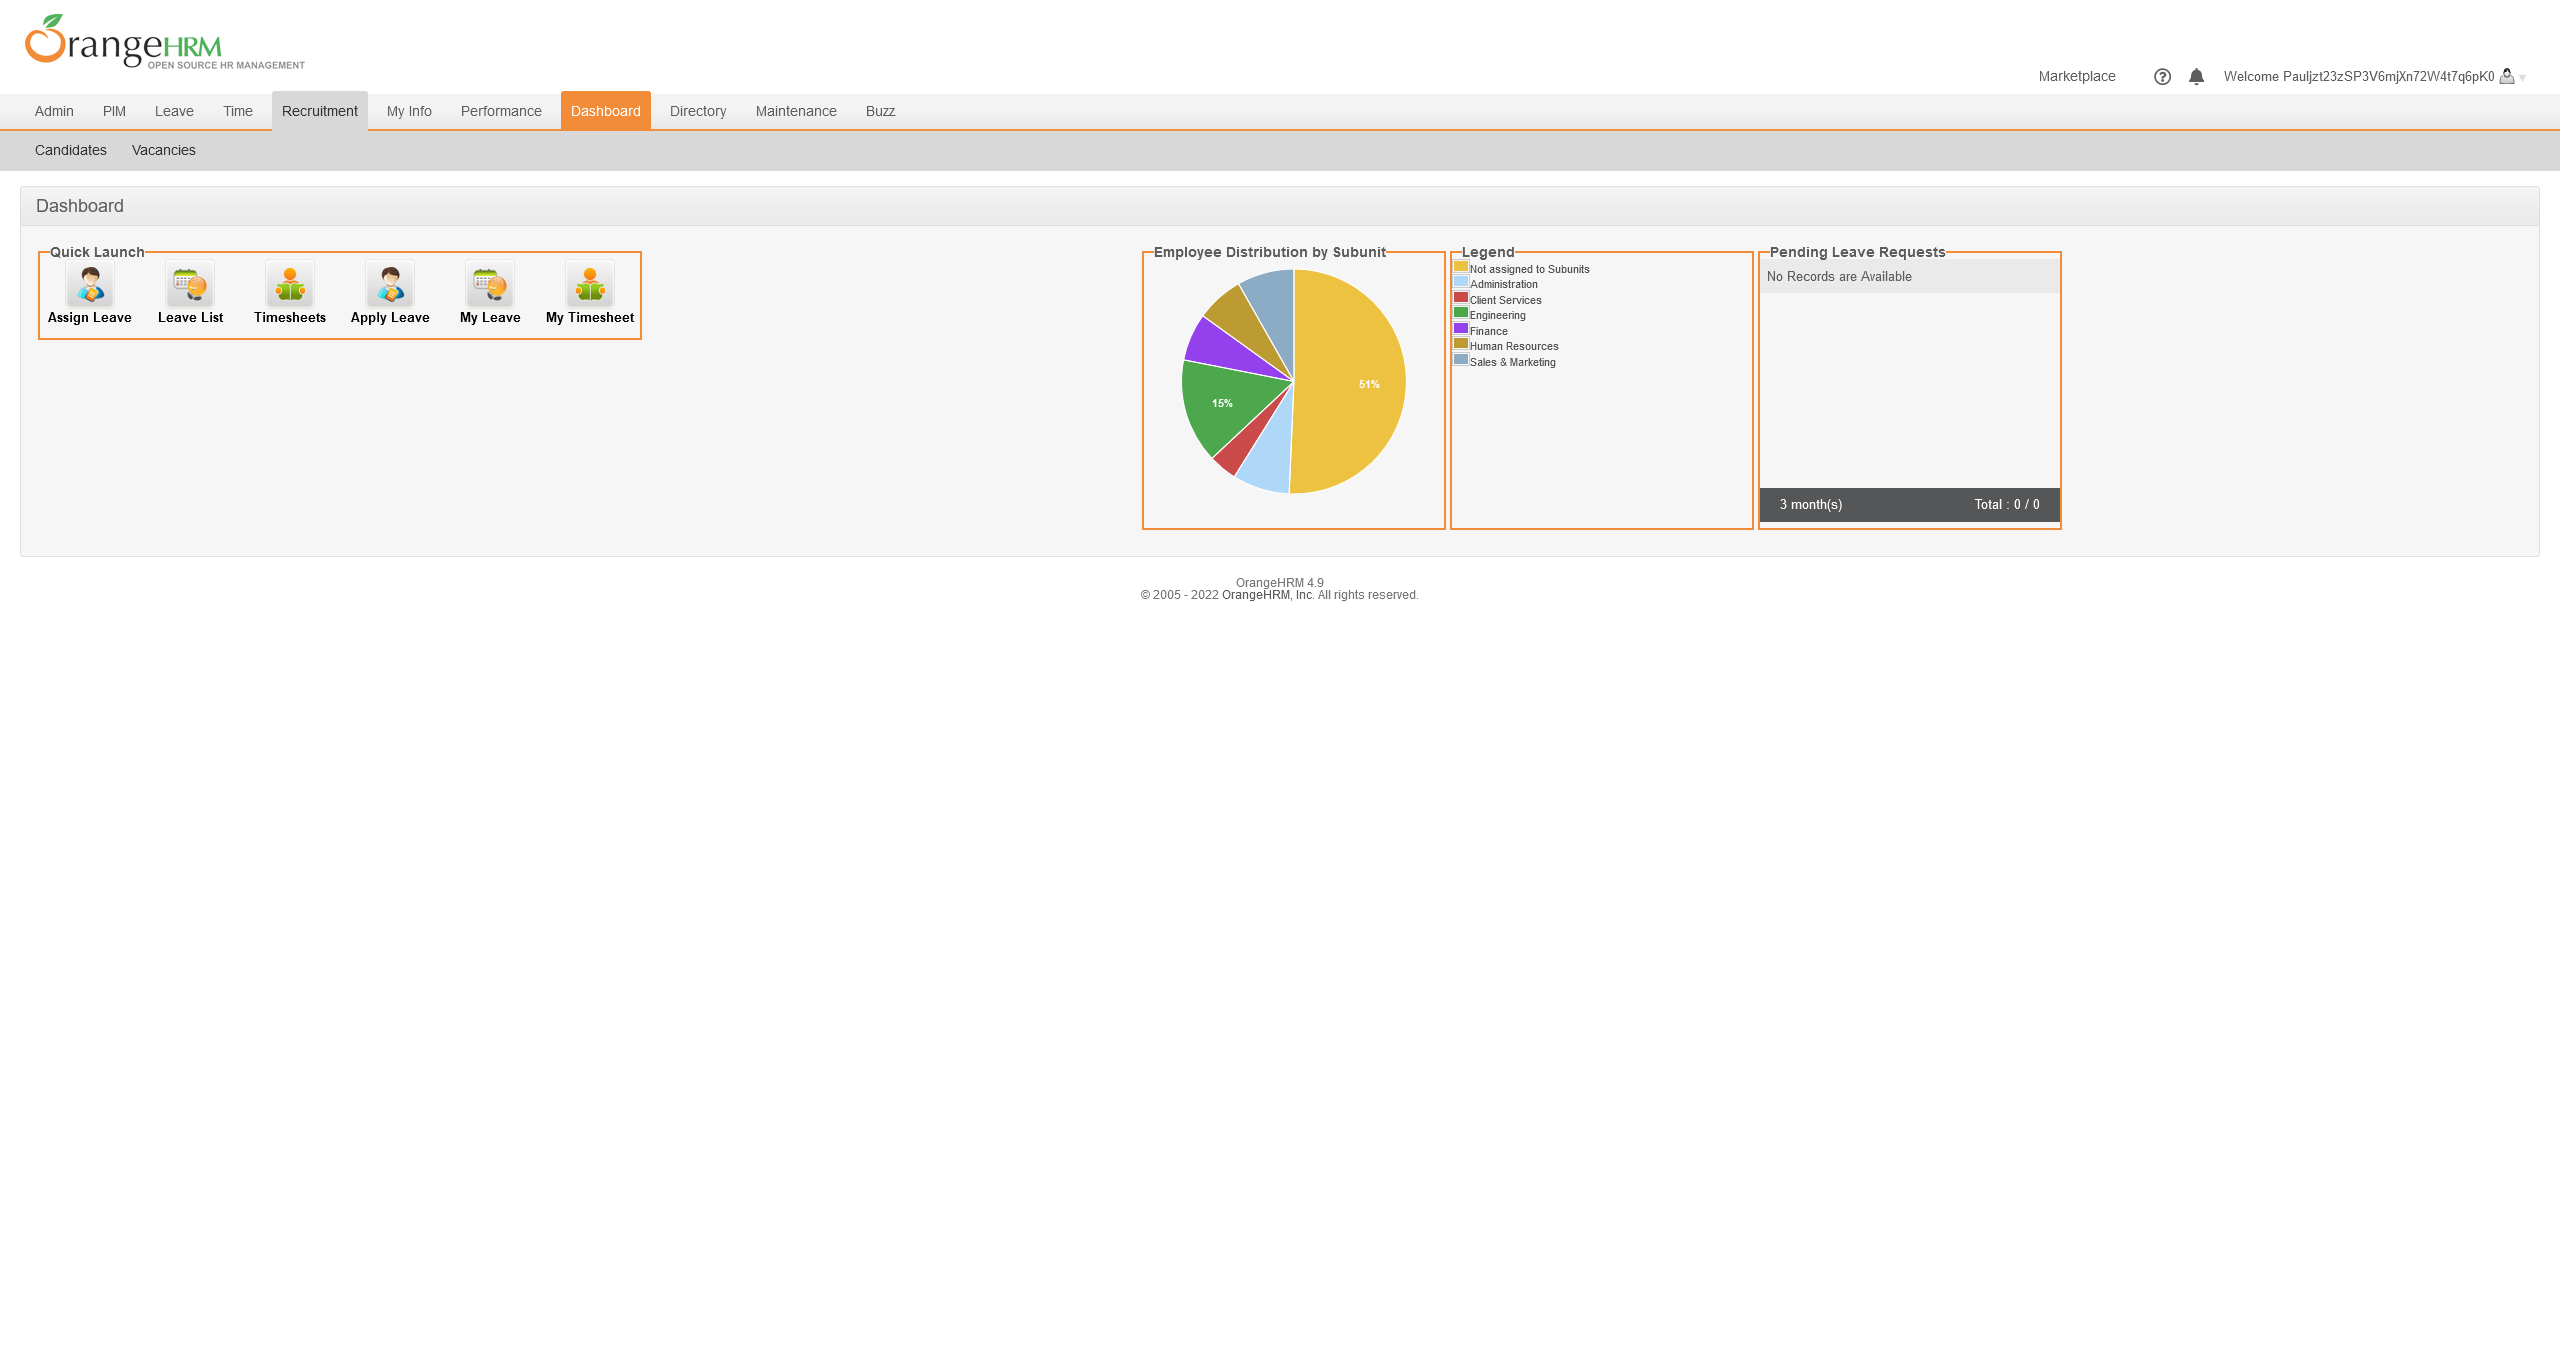 OrangeHRM
OPEN SOURCE HR MANAGEMENT
Marketplace
Welcome Pauljzt23zSP3V6mjXn72W4t7q6pK0
Admin PIM Leave Time Recruitment My Info Performance Dashboard Directory Maintenance Buzz
Candidates Vacancies
Dashboard
Quick Launch
Assign Leave Leave List Timesheets Apply Leave My Leave My Timesheet
Employee Distribution by Subunit
51%
15%
Legend
Not assigned to Subunits
Administration
Client Services
Engineering
Finance
Human Resources
Sales & Marketing
Pending Leave Requests
No Records are Available
3 month(s) Total : 0 / 0
OrangeHRM 4.9
© 2005 - 2022 OrangeHRM, Inc. All rights reserved.